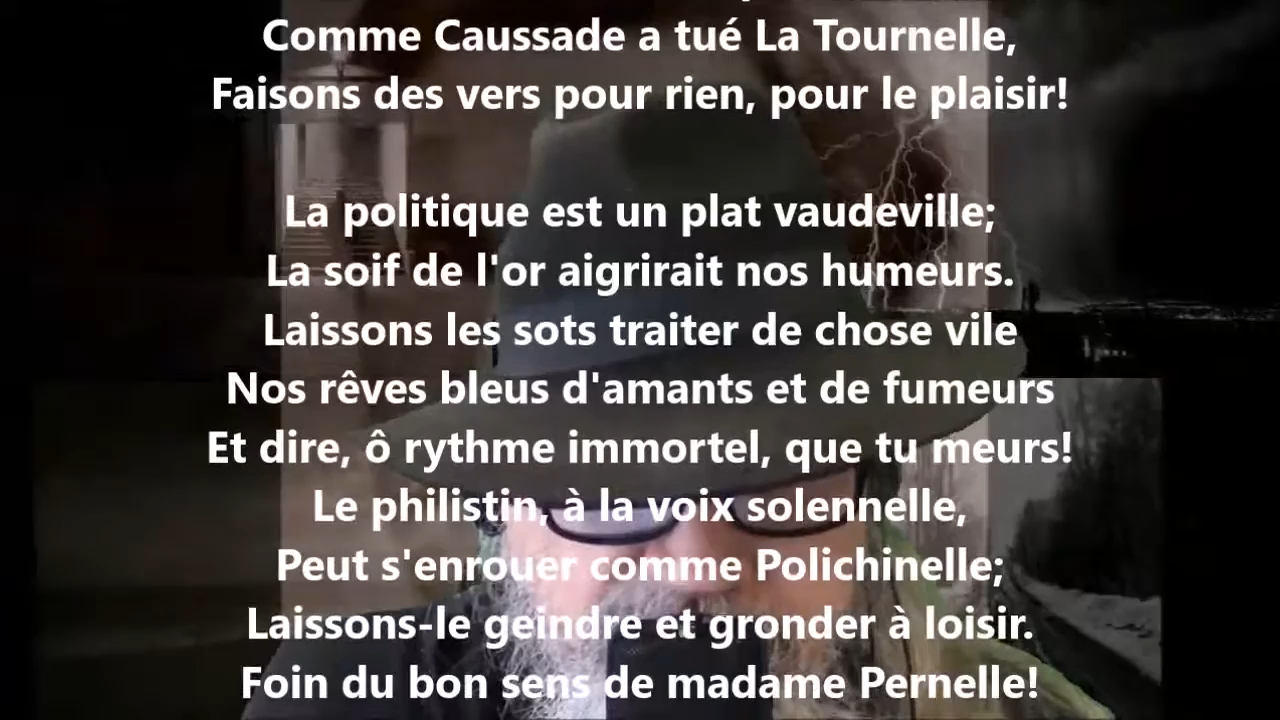 Comme Caussade a tué La Tournelle,
Faisons des vers pour rien, pour le plaisir!
La politique est un plat vaudeville;
La soif de l'or aigrirait nos humeurs.
Laissons les sots traiter de chose vile
Nos rêves bleus d'amants et de fumeurs
Et dire, ô rythme immortel, que tu meurs!
Le philistin, à la voix solennelle,
Peut s'enrouer comme Polichinelle;
Laissons-le geindre et gronder à loisir.
Foin du bon sens de madame Pernelle!